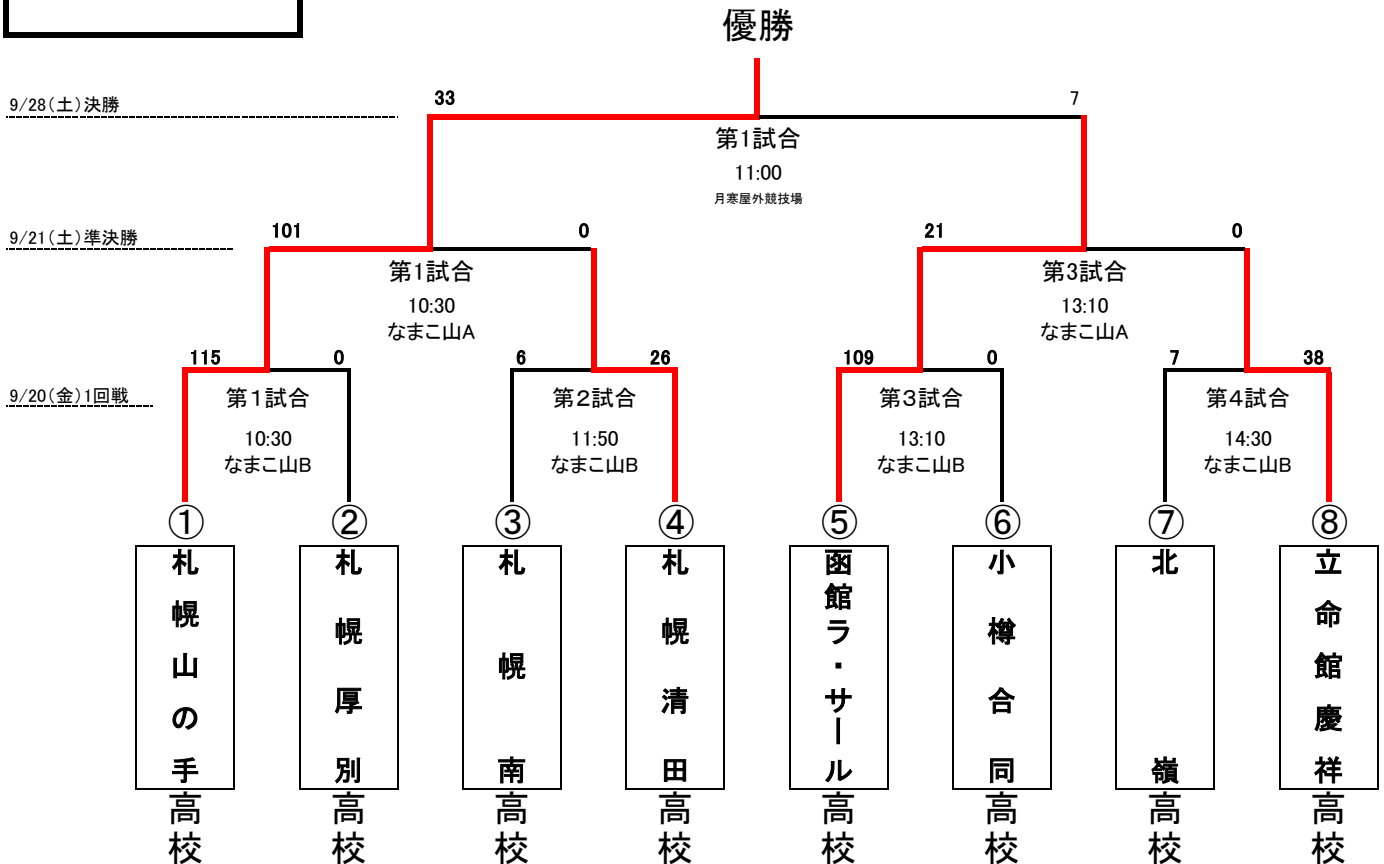 優勝
9/28(土)決勝
33
7
第1試合
11:00
月寒屋外競技場
9/21(土)準決勝
101
0
21
0
第1試合
10:30
なまこ山A
第3試合
13:10
なまこ山A
9/20(金)1回戦
115
0
6
26
109
0
7
38
第1試合
10:30
なまこ山B
第2試合
11:50
なまこ山B
第3試合
13:10
なまこ山B
第4試合
14:30
なまこ山B
①
札幌山の手
高校
②
札幌厚別
高校
③
札幌南
高校
④
札幌清田
高校
⑤
函館ラ・サール
高校
⑥
小樽合同
高校
⑦
北嶺
高校
⑧
立命館慶祥
高校